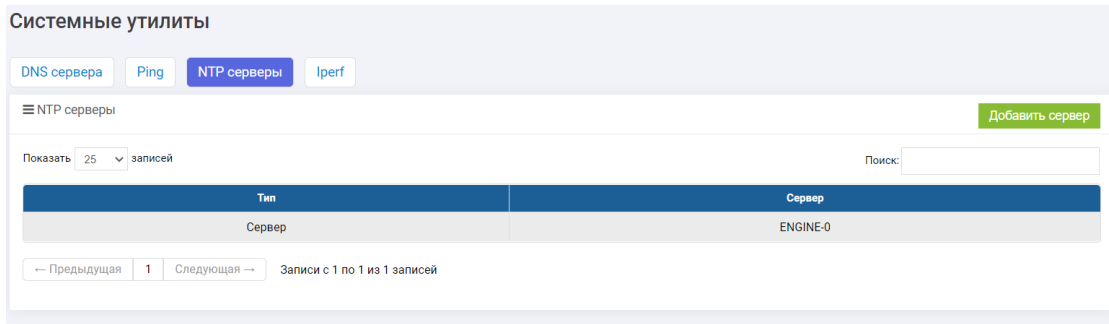 Системные утилиты
DNS сервера Ping NTP серверы Iperf
NTP серверы Добавить сервер
Показать 25 записей Поиск:
Тип Сервер
Сервер ENGINE-0
← Предыдущая 1 Следующая → Записи с 1 по 1 из 1 записей